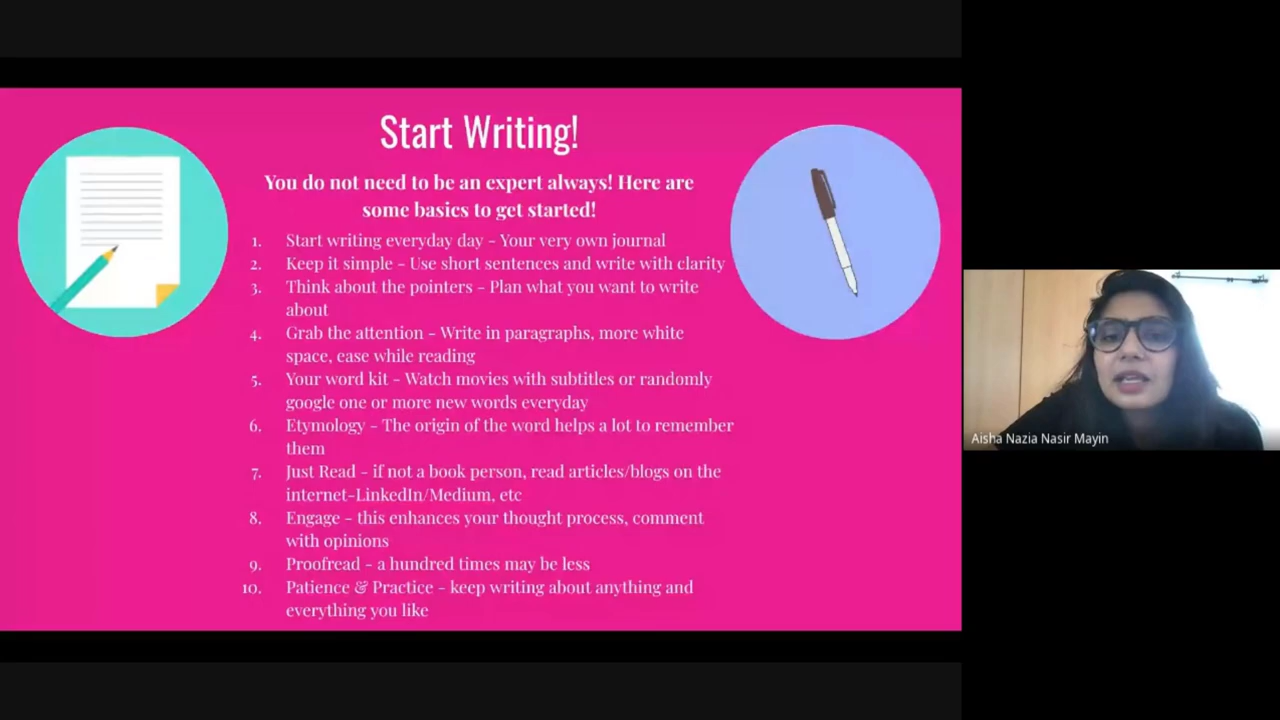 Start Writing!
You do not need to be an expert always! Here are
some basics to get started!
1. Start writing everyday day - Your very own journal
2. Keep it simple - Use short sentences and write with clarity
3. Think about the pointers - Plan what you want to write
about
4. Grab the attention - Write in paragraphs, more white
space, ease while reading
5. Your word kit - Watch movies with subtitles or randomly
google one or more new words everyday
6. Etymology - The origin of the word helps a lot to remember
them
7. Just Read - if not a book person, read articles/blogs on the
internet-LinkedIn/Medium, etc
8. Engage - this enhances your thought process, comment
with opinions
9. Proofread - a hundred times may be less
10. Patience & Practice - keep writing about anything and
everything you like
Aisha Nazia Nasir Mayin